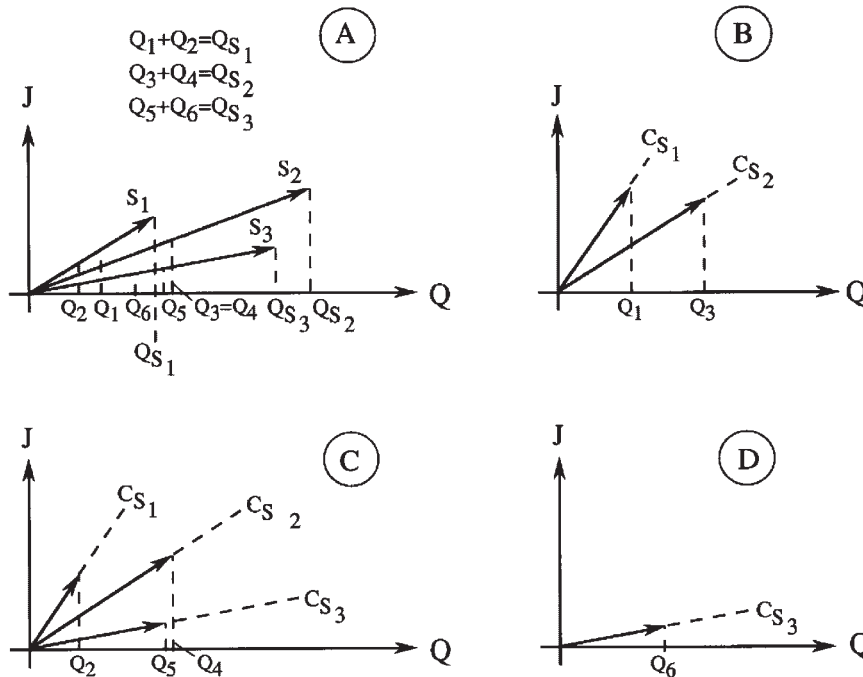 A
Q1+Q2=QS1
Q3+Q4=QS2
Q5+Q6=QS3
J
S1
S2
S3
Q2 Q1 Q6 Q5 Q3=Q4 QS3 QS2 Q
QS1
B
J
CS1
CS2
Q1 Q3 Q
C
J
CS1
CS2
CS3
Q2 Q5 Q4 Q
D
J
CS3
Q6 Q